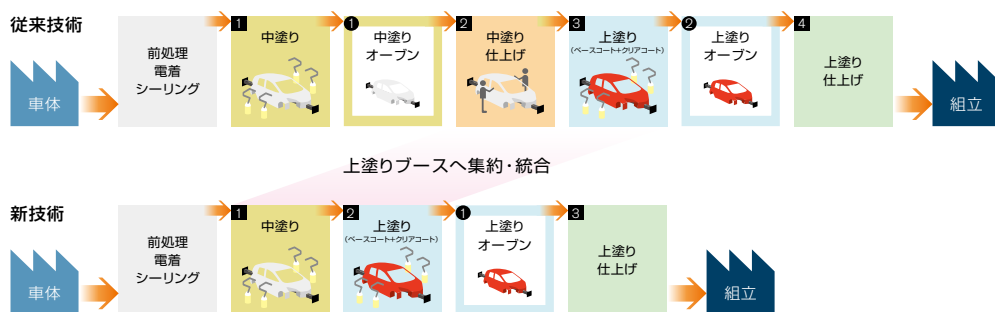 従来技術
車体
前処理
電着
シーリング
1
中塗り
1
中塗り
オーブン
2
中塗り
仕上げ
3
上塗り
(ベースコート+クリアコート)
2
上塗り
オーブン
4
上塗り
仕上げ
組立
上塗りブースへ集約・統合
新技術
車体
前処理
電着
シーリング
1
中塗り
2
上塗り
(ベースコート+クリアコート)
1
上塗り
オーブン
3
上塗り
仕上げ
組立